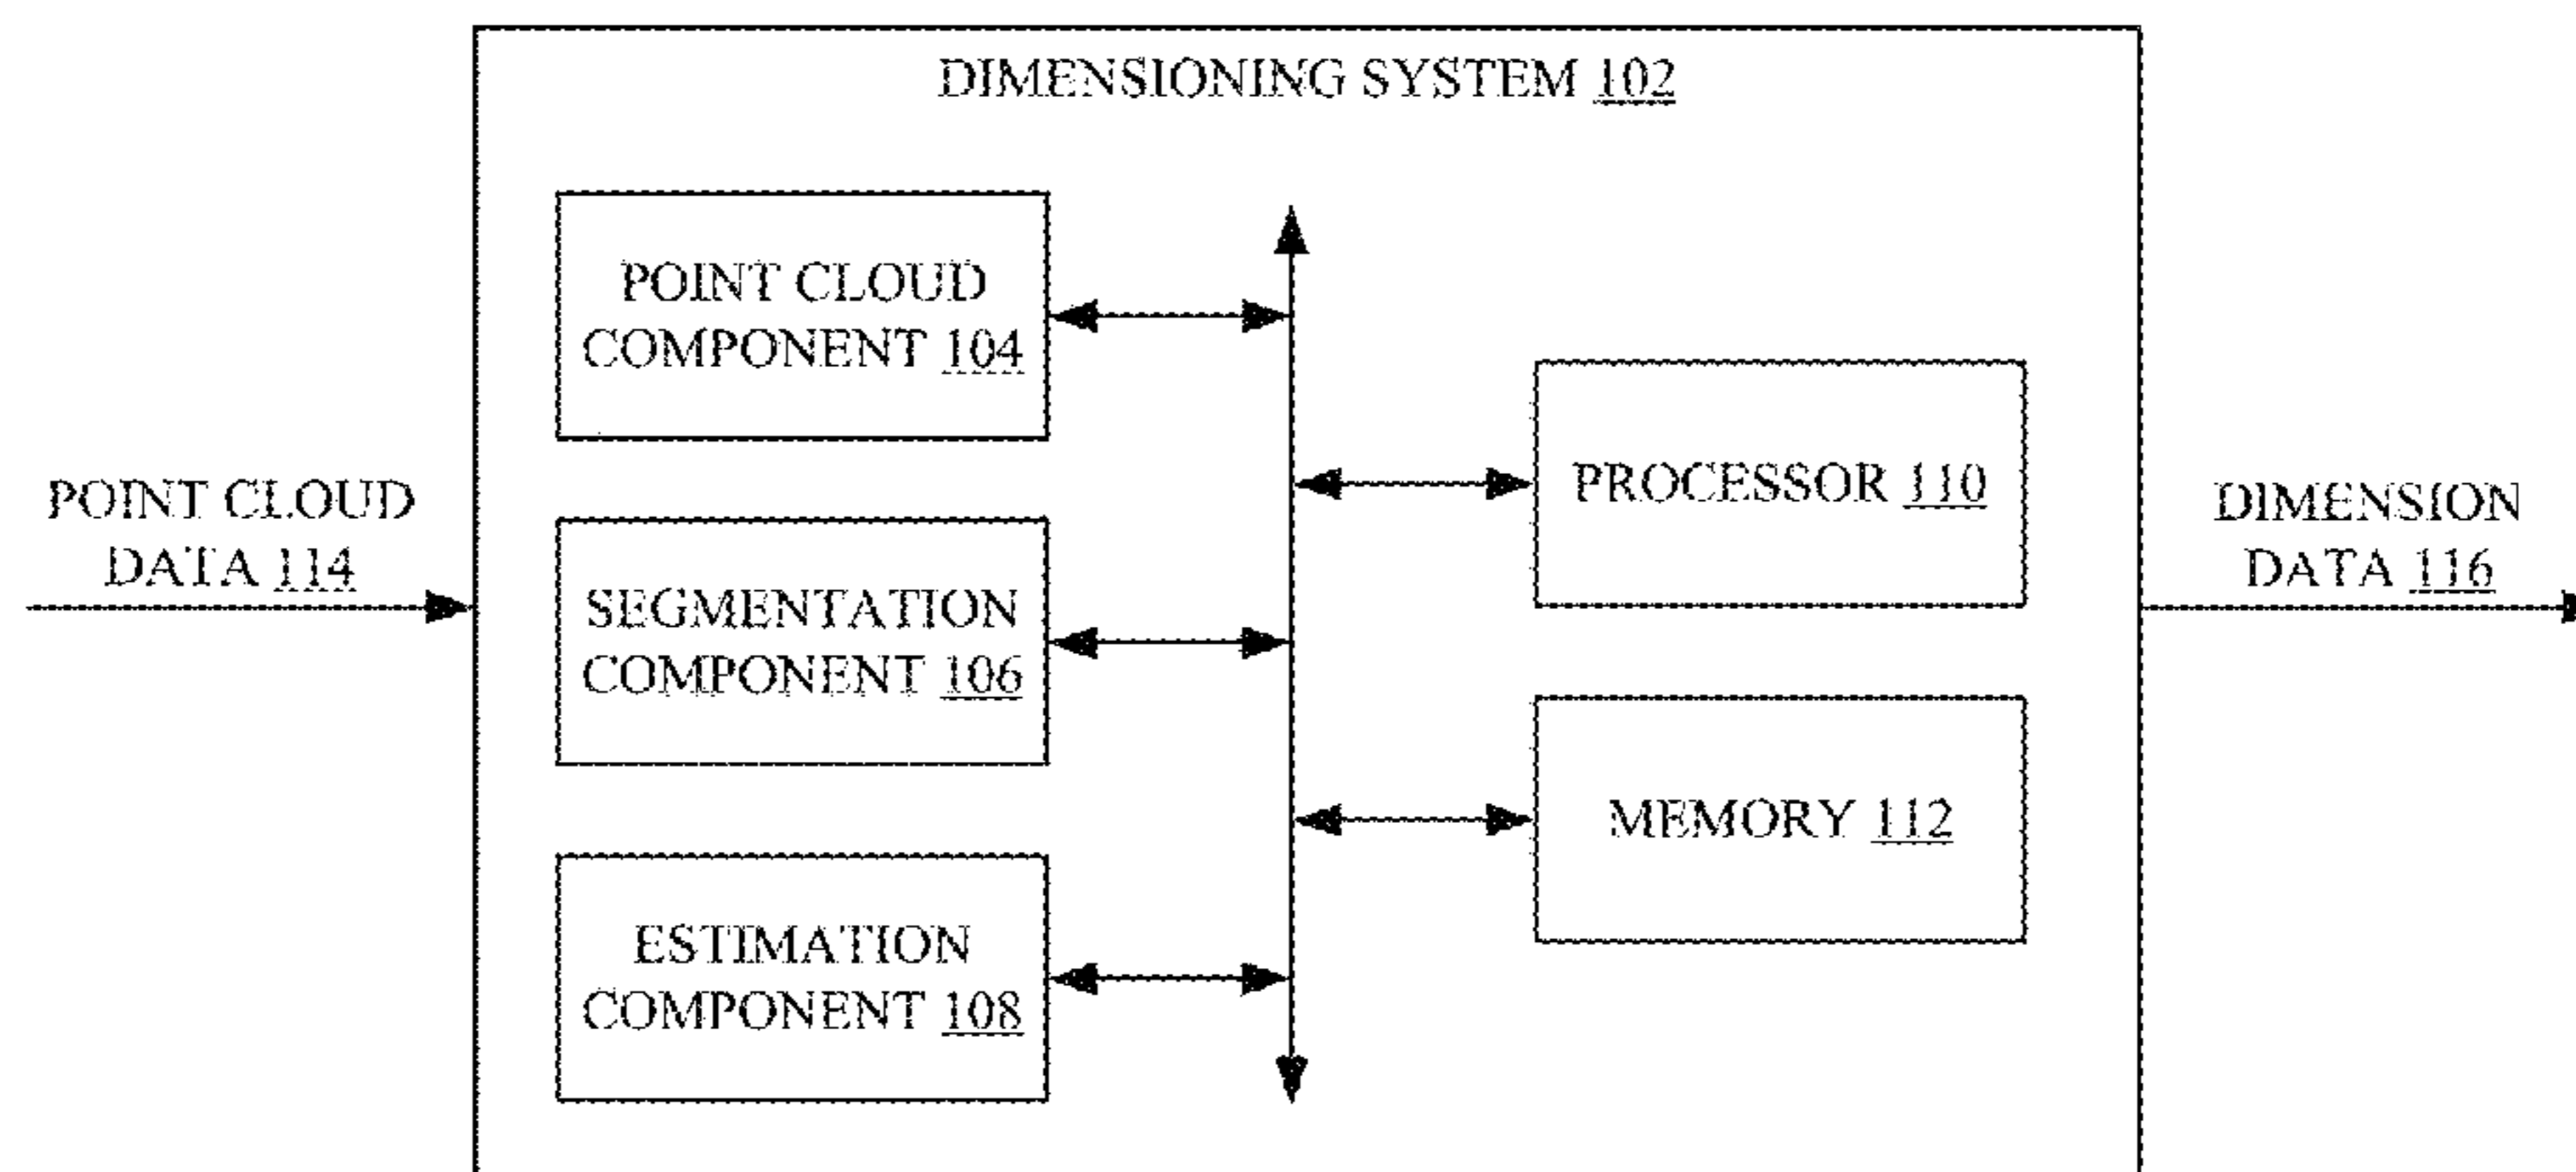 DIMENSIONING SYSTEM 102
POINT CLOUD
COMPONENT 104
POINT CLOUD
DATA 114
SEGMENTATION
COMPONENT 106
ESTIMATION
COMPONENT 108
PROCESSOR 110
MEMORY 112
DIMENSION
DATA 116